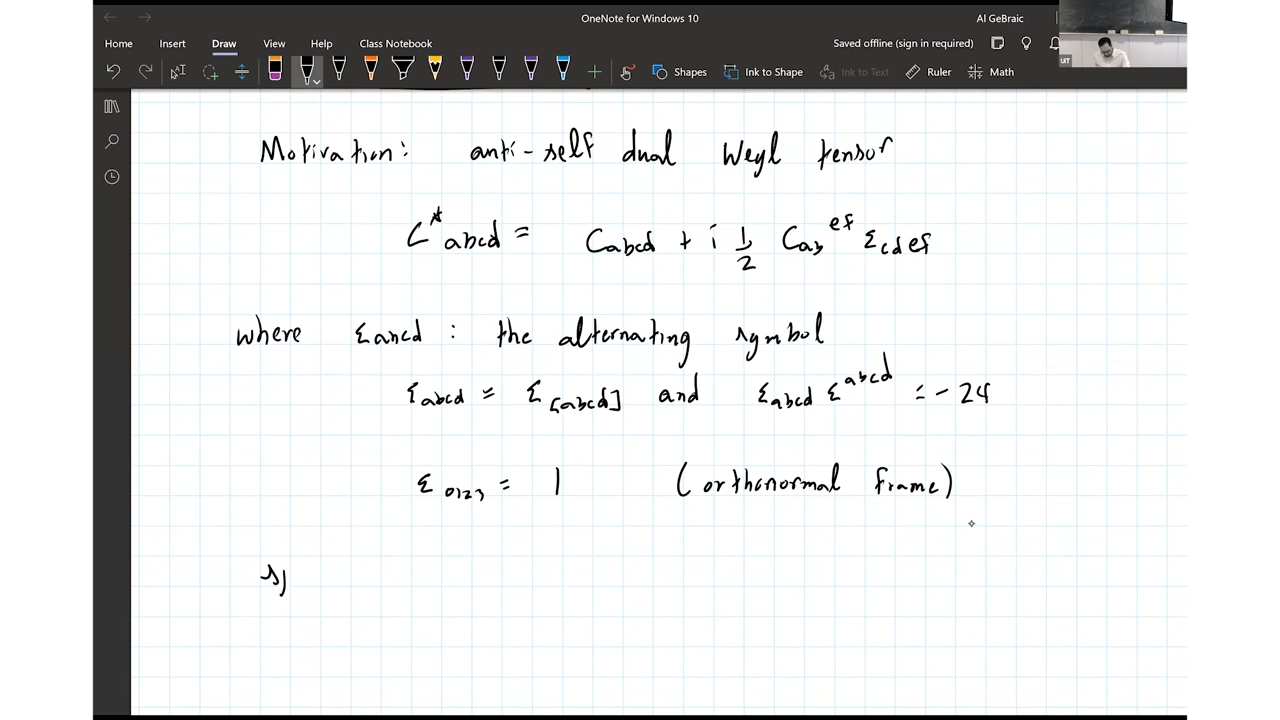 OneNote for Windows 10
Al GeBraic
Home Insert Draw View Help Class Notebook
Saved offline (sign in required)
Shapes Ink to Shape Ink to Text Ruler Math
UiT
Motivation: anti-self dual Weyl tensor
C*abcd = Cabcd + i 1/2 Cab^ef εcdef
where εabcd : the alternating symbol
εabcd = ε[abcd] and εabcd ε^abcd = -24
ε0123 = 1 (orthonormal frame)